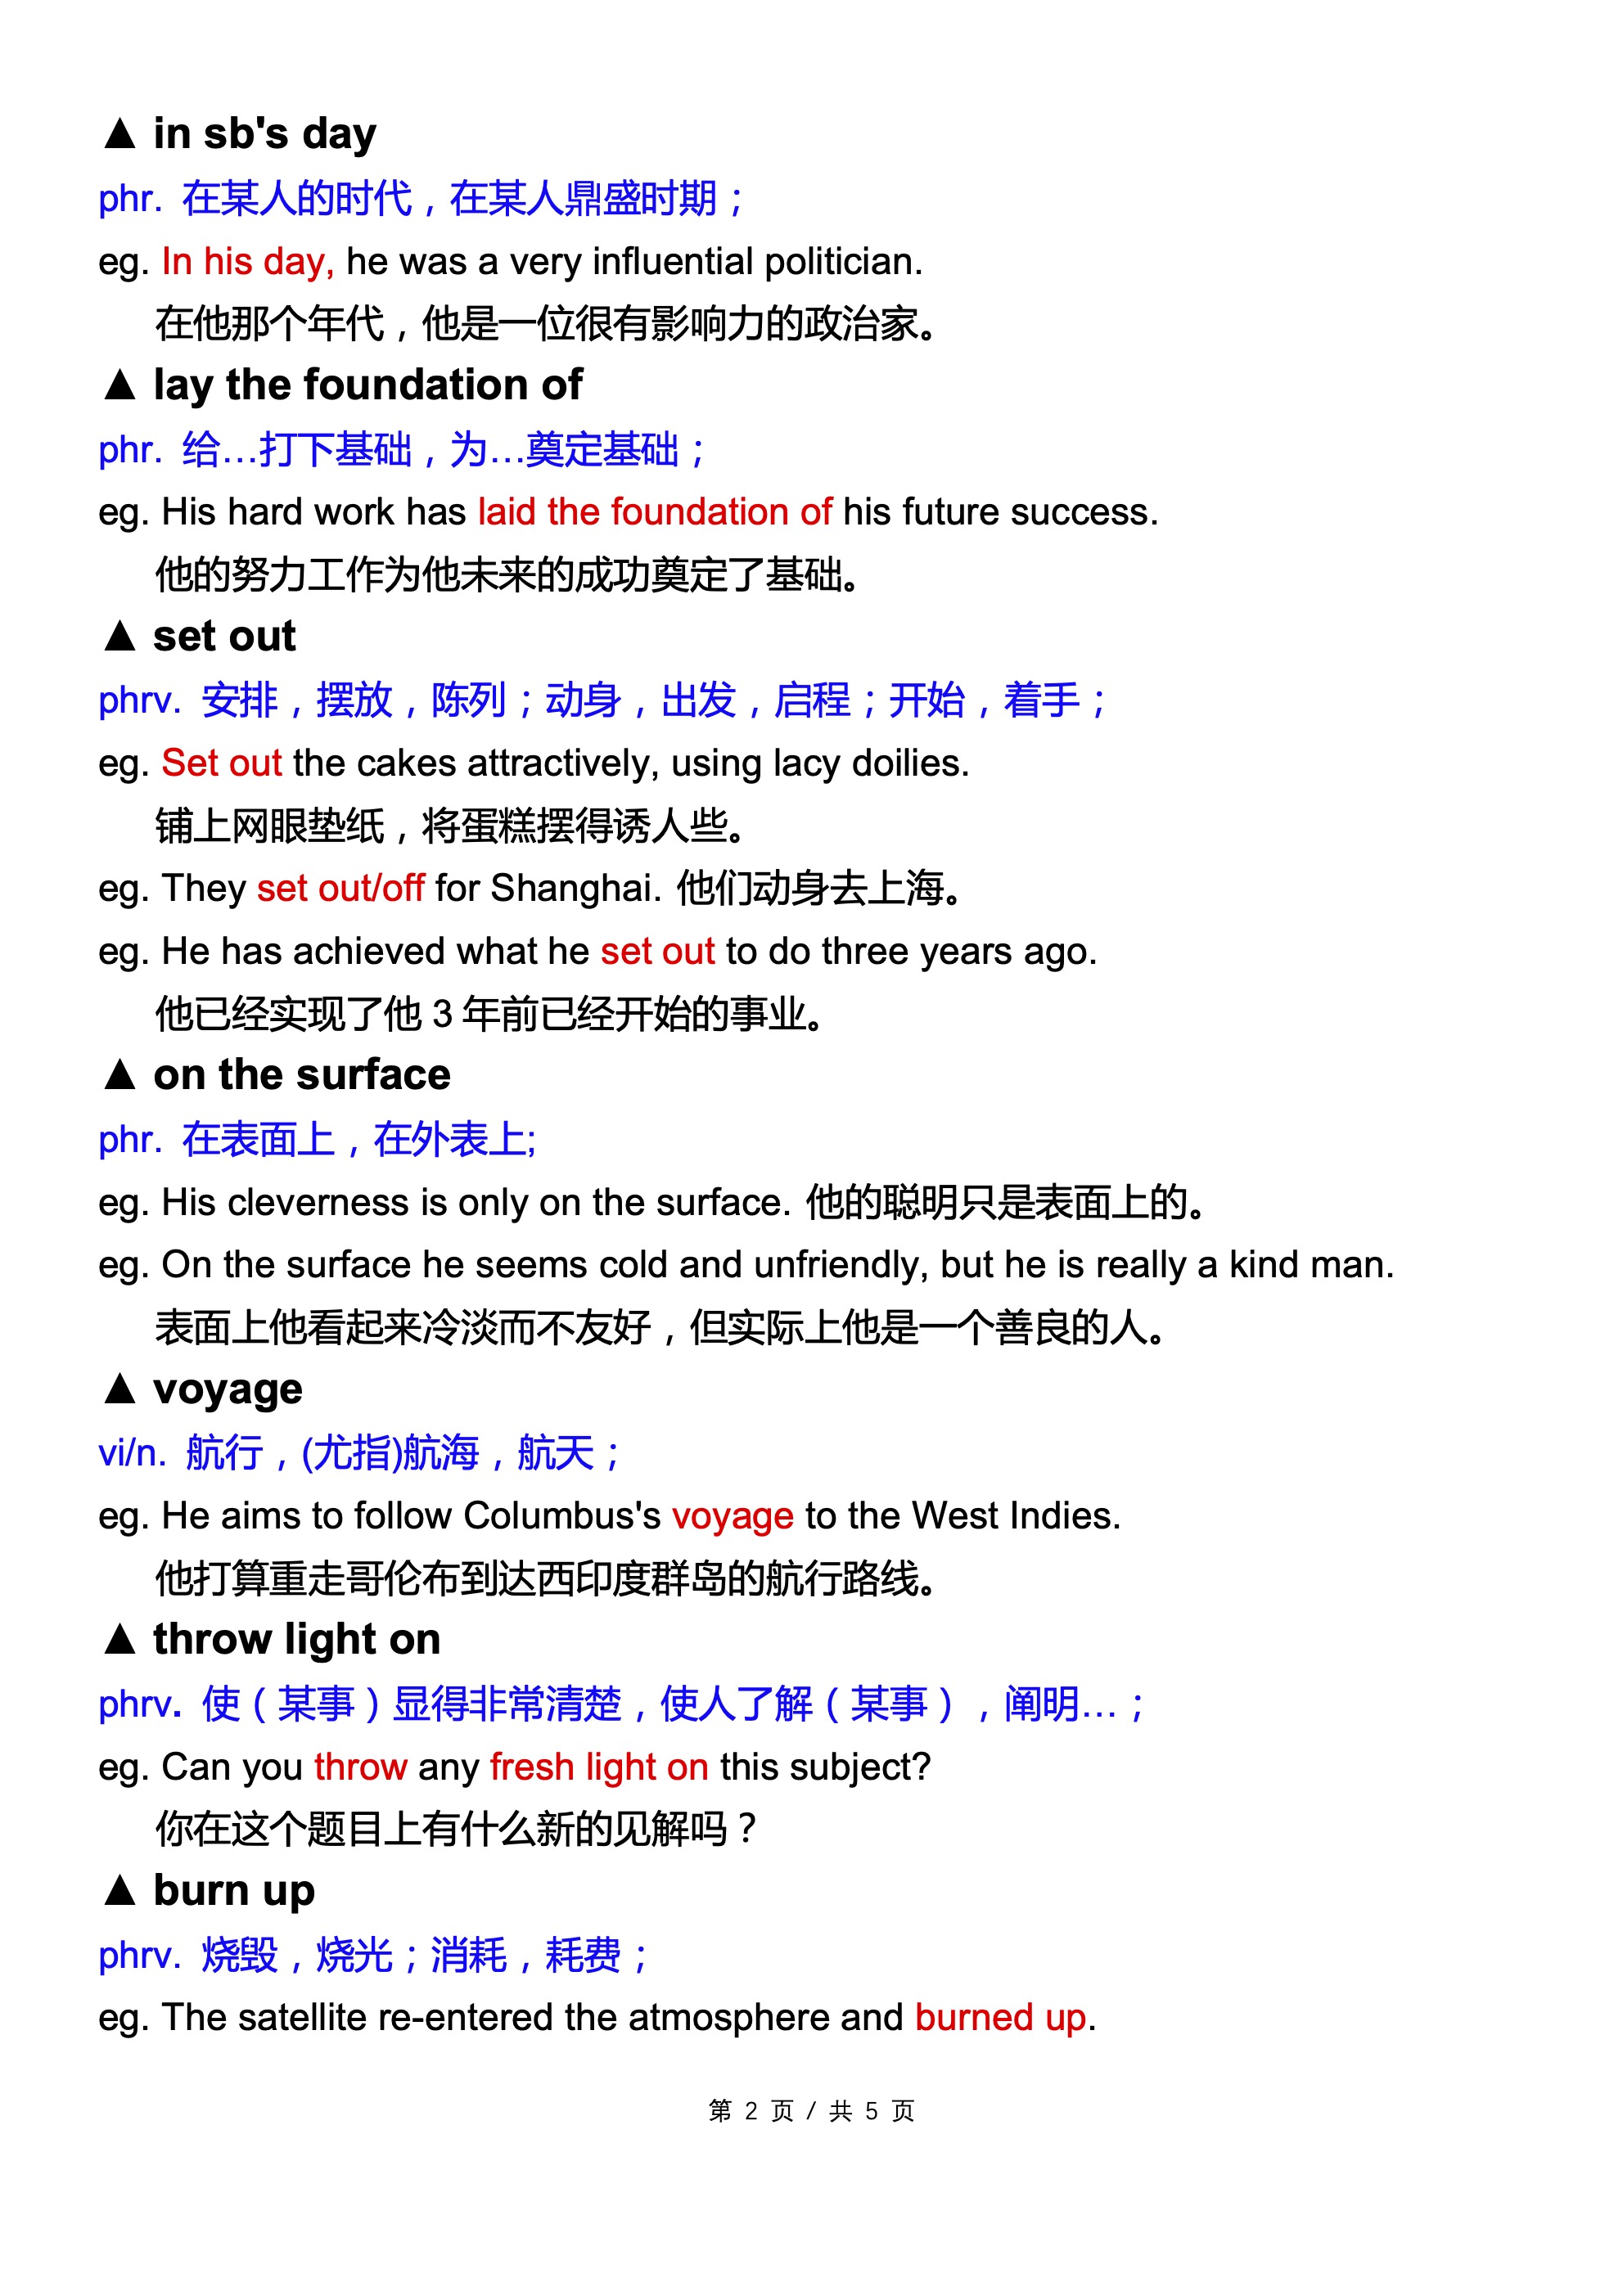 ▲ in sb's day
phr. 在某人的时代，在某人鼎盛时期；
eg. In his day, he was a very influential politician.
在他那个年代，他是一位很有影响力的政治家。
▲ lay the foundation of
phr. 给…打下基础，为…奠定基础；
eg. His hard work has laid the foundation of his future success.
他的努力工作为他未来的成功奠定了基础。
▲ set out
phrv. 安排，摆放，陈列；动身，出发，启程；开始，着手；
eg. Set out the cakes attractively, using lacy doilies.
铺上网眼垫纸，将蛋糕摆得诱人些。
eg. They set out/off for Shanghai. 他们动身去上海。
eg. He has achieved what he set out to do three years ago.
他已经实现了他 3 年前已经开始的事业。
▲ on the surface
phr. 在表面上，在外表上;
eg. His cleverness is only on the surface. 他的聪明只是表面上的。
eg. On the surface he seems cold and unfriendly, but he is really a kind man.
表面上他看起来冷淡而不友好，但实际上他是一个善良的人。
▲ voyage
vi/n. 航行，(尤指)航海，航天；
eg. He aims to follow Columbus's voyage to the West Indies.
他打算重走哥伦布到达西印度群岛的航行路线。
▲ throw light on
phrv. 使（某事）显得非常清楚，使人了解（某事），阐明…；
eg. Can you throw any fresh light on this subject?
你在这个题目上有什么新的见解吗？
▲ burn up
phrv. 烧毁，烧光；消耗，耗费；
eg. The satellite re-entered the atmosphere and burned up.
第 2 页 / 共 5 页